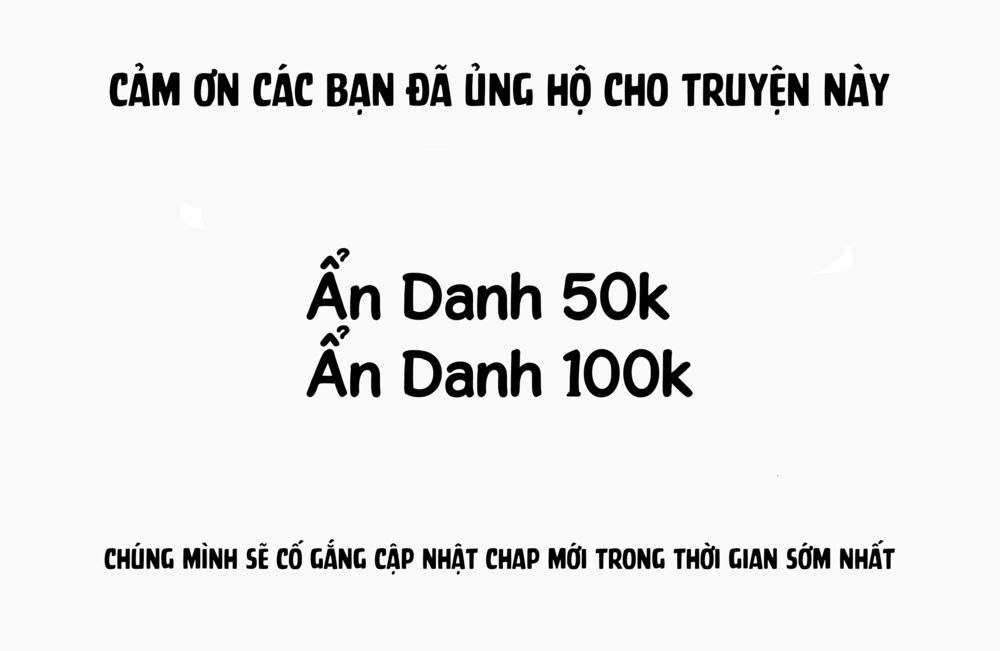 CẢM ƠN CÁC BẠN ĐÃ ỦNG HỘ CHO TRUYỆN NÀY
Ẩn Danh 50k
Ẩn Danh 100k
CHÚNG MÌNH SẼ CỐ GẮNG CẬP NHẬT CHAP MỚI TRONG THỜI GIAN SỚM NHẤT